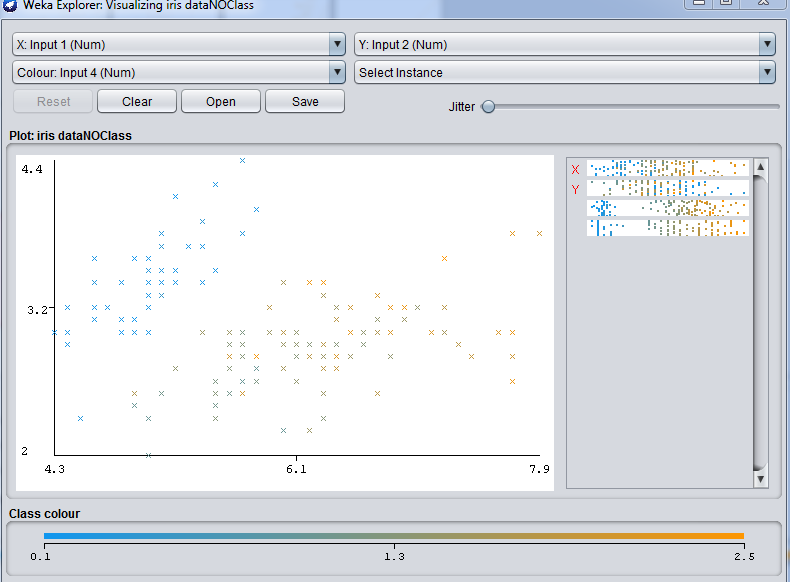 Weka Explorer: Visualizing iris dataNOClass
X: Input 1 (Num)
Y: Input 2 (Num)
Colour: Input 4 (Num)
Select Instance
Reset
Clear
Open
Save
Jitter
Plot: iris dataNOClass
4.4
3.2
2
4.3
6.1
7.9
X
Y
Class colour
0.1
1.3
2.5